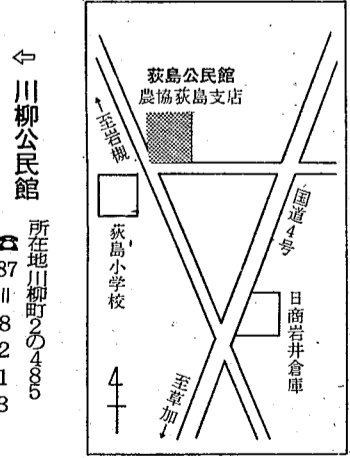 荻島公民館
農協荻島支店
↑至岩槻
国道4号
荻島小学校
日商岩井倉庫
至草加↓
⇦ 川柳公民館
所在地川柳町2の485
☎87=8218